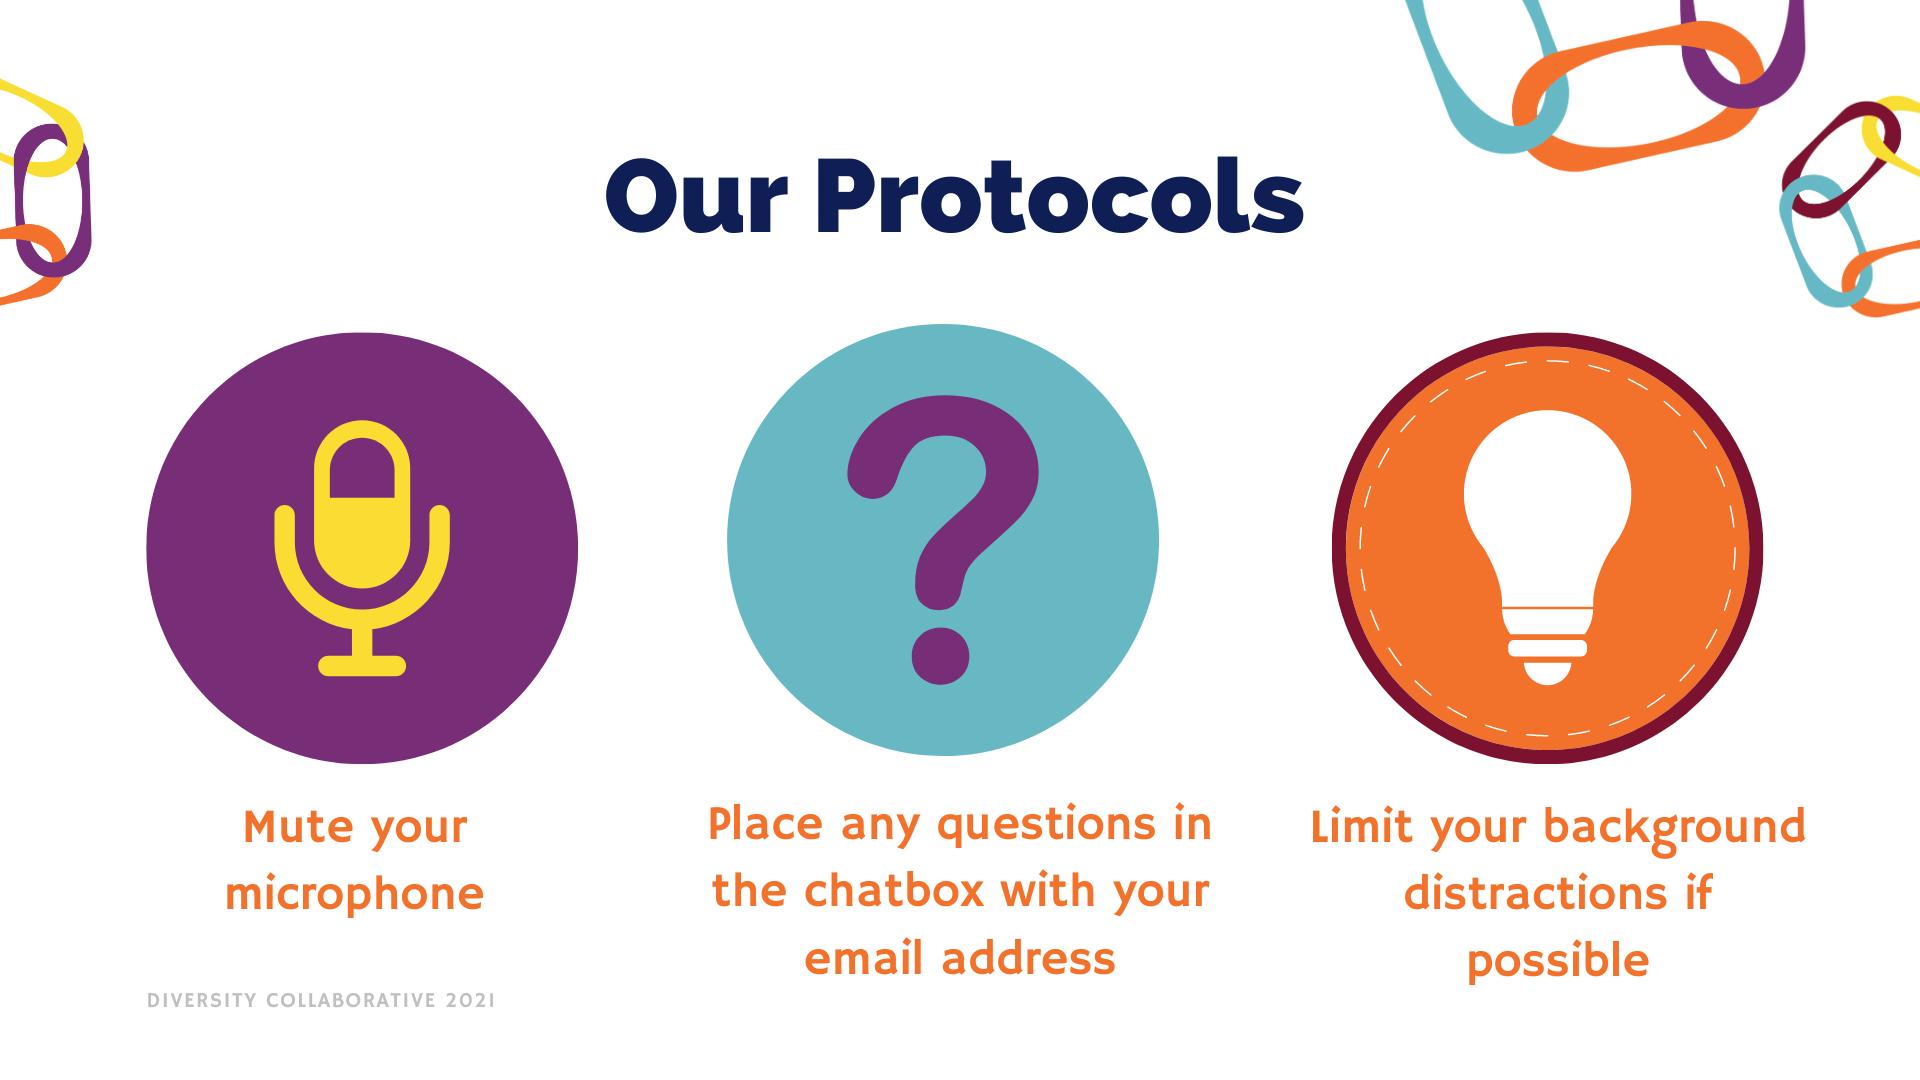 Our Protocols
Mute your
microphone
Place any questions in
the chatbox with your
email address
Limit your background
distractions if
possible
DIVERSITY COLLABORATIVE 2021